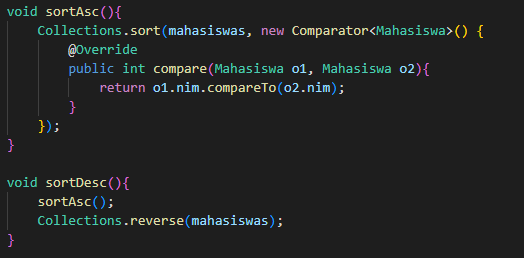 void sortAsc(){
    Collections.sort(mahasiswas, new Comparator<Mahasiswa>() {
        @Override
        public int compare(Mahasiswa o1, Mahasiswa o2){
            return o1.nim.compareTo(o2.nim);
        }
    });
}

void sortDesc(){
    sortAsc();
    Collections.reverse(mahasiswas);
}